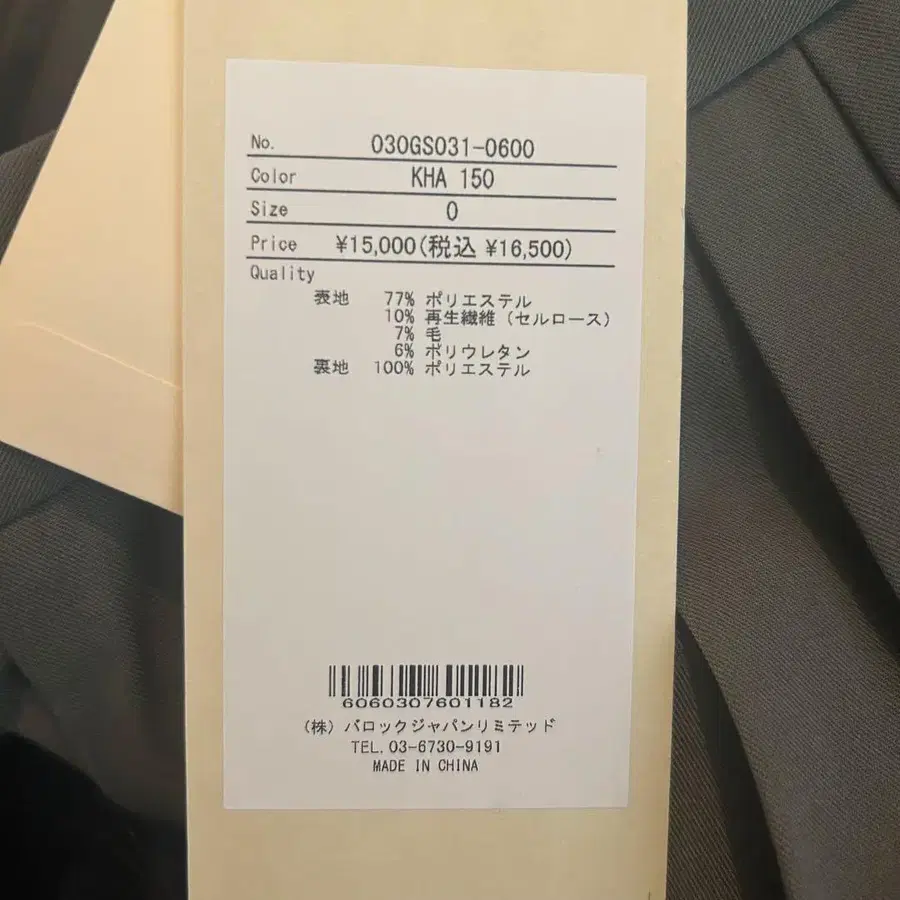 No. 030GS031-0600
Color KHA 150
Size 0
Price ¥15,000(税込 ¥16,500)
Quality
表地 77% ポリエステル
10% 再生繊維 (セルロース)
7% 毛
6% ポリウレタン
裏地 100% ポリエステル
6060307601182
(株) バロックジャパンリミテッド
TEL. 03-6730-9191
MADE IN CHINA